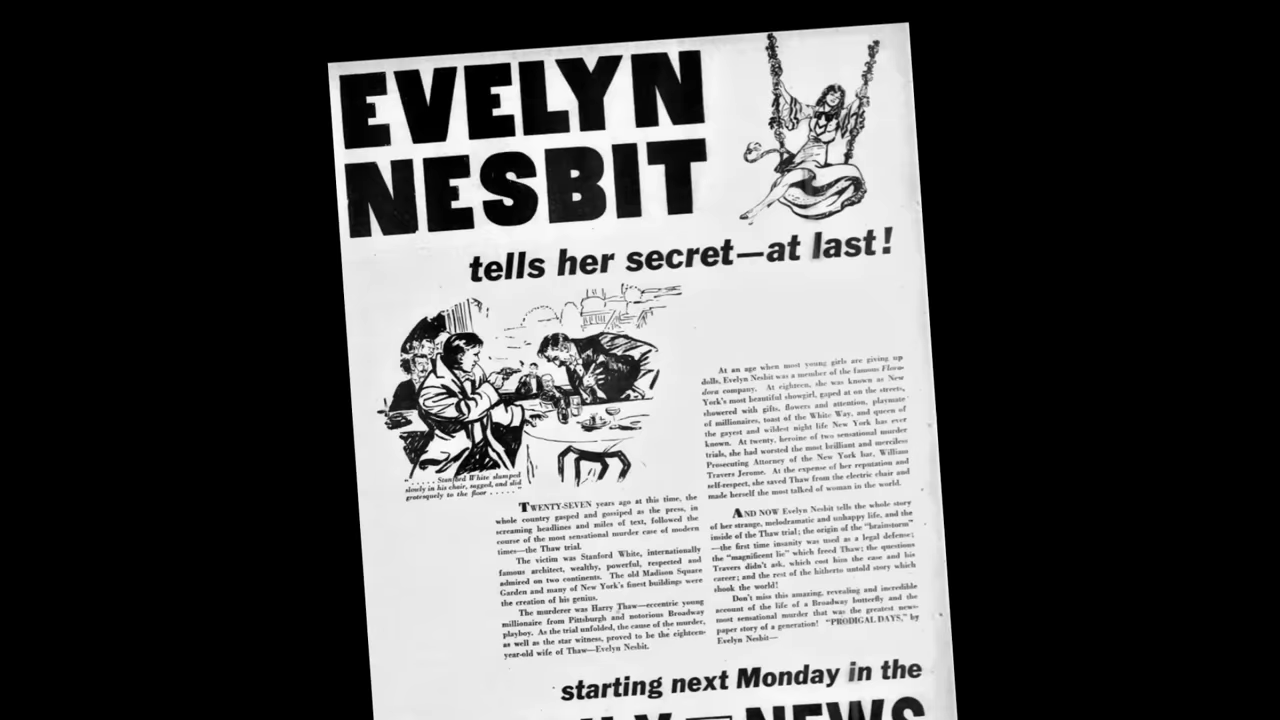 EVELYN
NESBIT
tells her secret—at last!
". . . . . Stanford White slumped
slowly in his chair, sagged, and slid
grotesquely to the floor . . . . ."
TWENTY-SEVEN years ago at this time, the
whole country gasped and gossiped as the press, in
screaming headlines and miles of text, followed the
course of the most sensational murder case of modern
times—the Thaw trial.
The victim was Stanford White, internationally
famous architect, wealthy, powerful, respected and
admired on two continents. The old Madison Square
Garden and many of New York's finest buildings were
the creation of his genius.
The murderer was Harry Thaw—eccentric young
millionaire from Pittsburgh and notorious Broadway
playboy. As the trial unfolded, the cause of the murder,
as well as the star witness, proved to be the eighteen-
year-old wife of Thaw—Evelyn Nesbit.
At an age when most young girls are giving up
dolls, Evelyn Nesbit was a member of the famous Floro-
dora company. At eighteen, she was known as New
York's most beautiful showgirl, gaped at on the streets,
showered with gifts, flowers and attention, playmate
of millionaires, toast of the White Way, and queen of
the gayest and wildest night life New York has ever
known. At twenty, heroine of two sensational murder
trials, she had worsted the most brilliant and merciless
Prosecuting Attorney of the New York bar, William
Travers Jerome. At the expense of her reputation and
self-respect, she saved Thaw from the electric chair and
made herself the most talked of woman in the world.
AND NOW Evelyn Nesbit tells the whole story
of her strange, melodramatic and unhappy life, and the
inside of the Thaw trial; the origin of the "brainstorm"
—the first time insanity was used as a legal defense;
the "magnificent lie" which freed Thaw; the questions
Travers didn't ask, which cost him the case and his
career; and the rest of the hitherto untold story which
shook the world!
Don't miss this amazing, revealing and incredible
account of the life of a Broadway butterfly and the
most sensational murder that was the greatest news-
paper story of a generation! "PRODIGAL DAYS," by
Evelyn Nesbit—
starting next Monday in the
NEWS